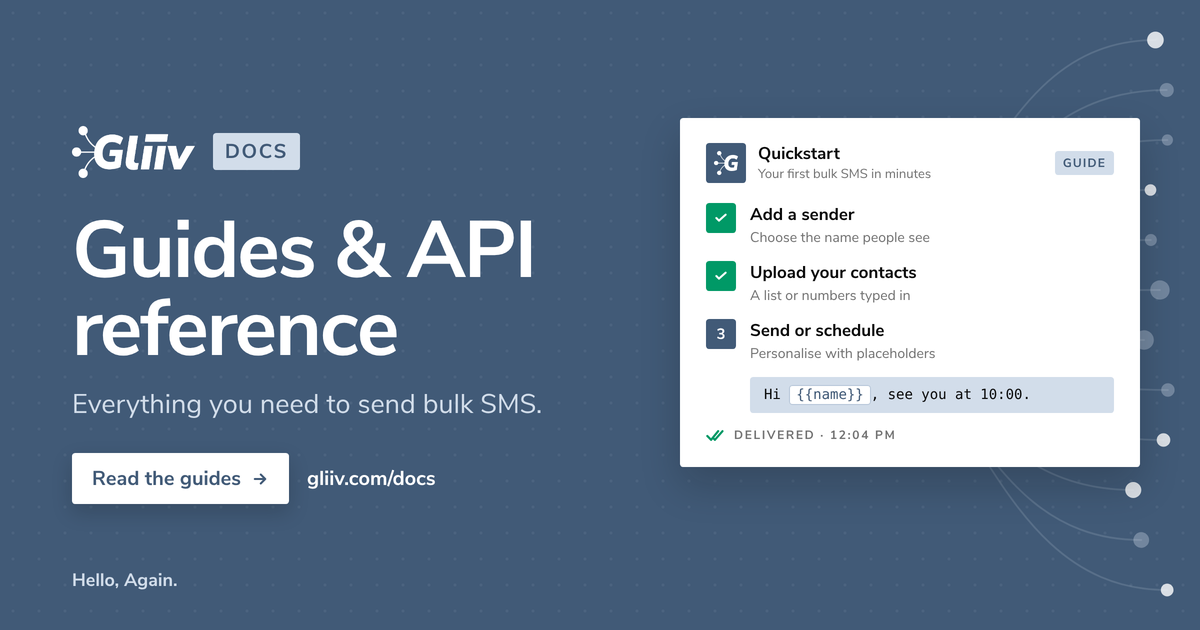 Gliiv DOCS
Guides & API
reference
Everything you need to send bulk SMS.
Read the guides →
gliiv.com/docs
Hello, Again.
G
Quickstart
Your first bulk SMS in minutes
GUIDE
Add a sender
Choose the name people see
Upload your contacts
A list or numbers typed in
3
Send or schedule
Personalise with placeholders
Hi {{name}}, see you at 10:00.
DELIVERED · 12:04 PM